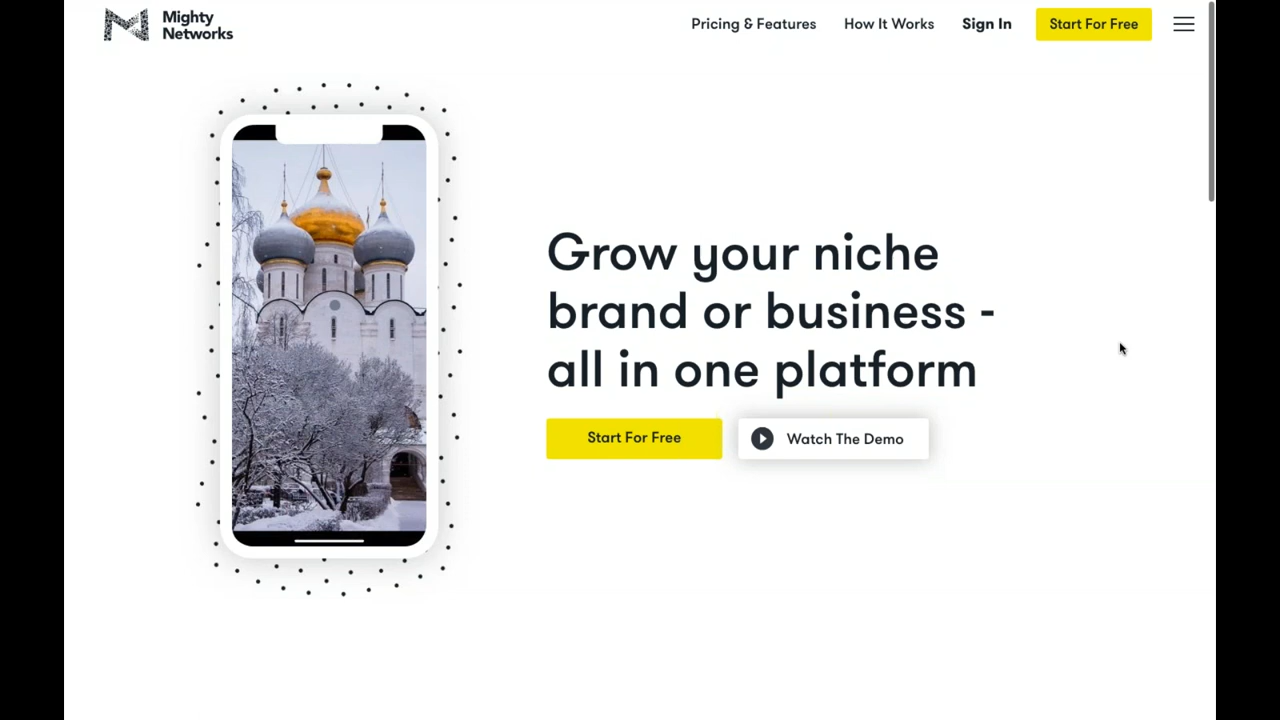 Mighty
Networks
Pricing & Features
How It Works
Sign In
Start For Free
Grow your niche
brand or business -
all in one platform
Start For Free
Watch The Demo